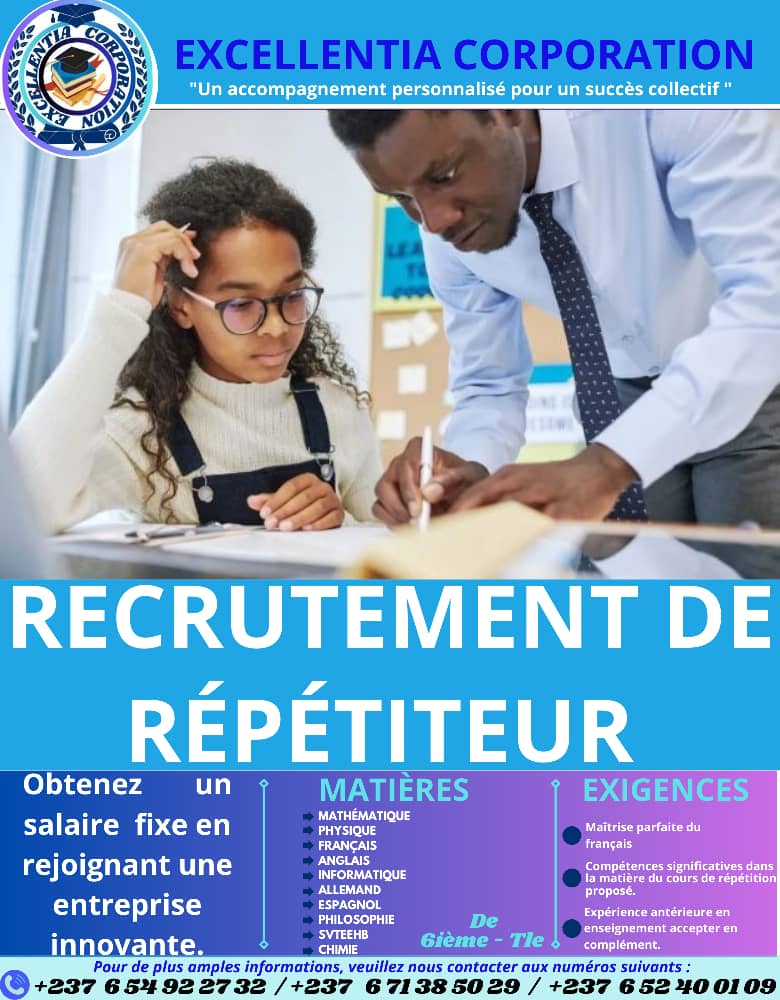 EXCELLENTIA CORPORATION
EXCELLENTIA CORPORATION
"Un accompagnement personnalisé pour un succès collectif "
LEA
TO
RECRUTEMENT DE
RÉPÉTITEUR
Obtenez un
salaire fixe en
rejoignant une
entreprise
innovante.
MATIÈRES
MATHÉMATIQUE
PHYSIQUE
FRANÇAIS
ANGLAIS
INFORMATIQUE
ALLEMAND
ESPAGNOL
PHILOSOPHIE
SVTEEHB
CHIMIE
De
6ième - Tle
EXIGENCES
Maîtrise parfaite du
français
Compétences significatives dans
la matière du cours de répétition
proposé.
Expérience antérieure en
enseignement accepter en
complément.
Pour de plus amples informations, veuillez nous contacter aux numéros suivants :
+237 6 54 92 27 32 / +237 6 71 38 50 29 / +237 6 52 40 01 09